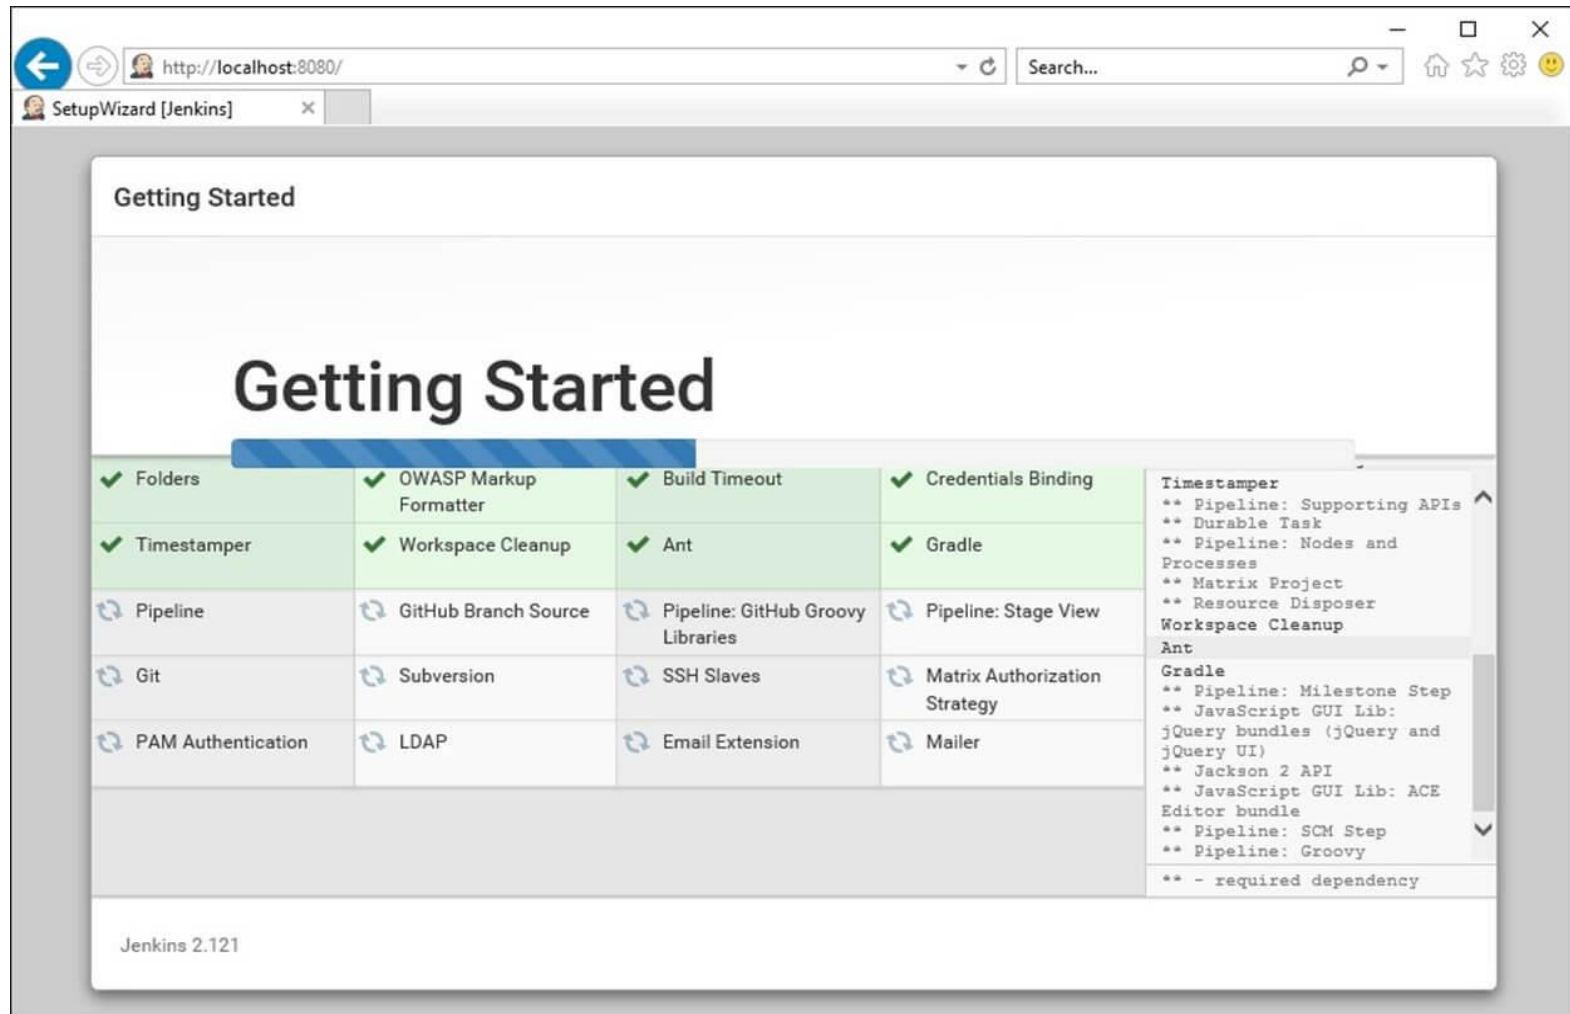 http://localhost:8080/
Search...
SetupWizard [Jenkins]
Getting Started
Getting Started
Folders
OWASP Markup
Formatter
Build Timeout
Credentials Binding
Timestamper
Workspace Cleanup
Ant
Gradle
Pipeline
GitHub Branch Source
Pipeline: GitHub Groovy
Libraries
Pipeline: Stage View
Git
Subversion
SSH Slaves
Matrix Authorization
Strategy
PAM Authentication
LDAP
Email Extension
Mailer
Timestamper
** Pipeline: Supporting APIs
** Durable Task
** Pipeline: Nodes and
Processes
** Matrix Project
** Resource Disposer
Workspace Cleanup
Ant
Gradle
** Pipeline: Milestone Step
** JavaScript GUI Lib:
jQuery bundles (jQuery and
jQuery UI)
** Jackson 2 API
** JavaScript GUI Lib: ACE
Editor bundle
** Pipeline: SCM Step
** Pipeline: Groovy
** - required dependency
Jenkins 2.121